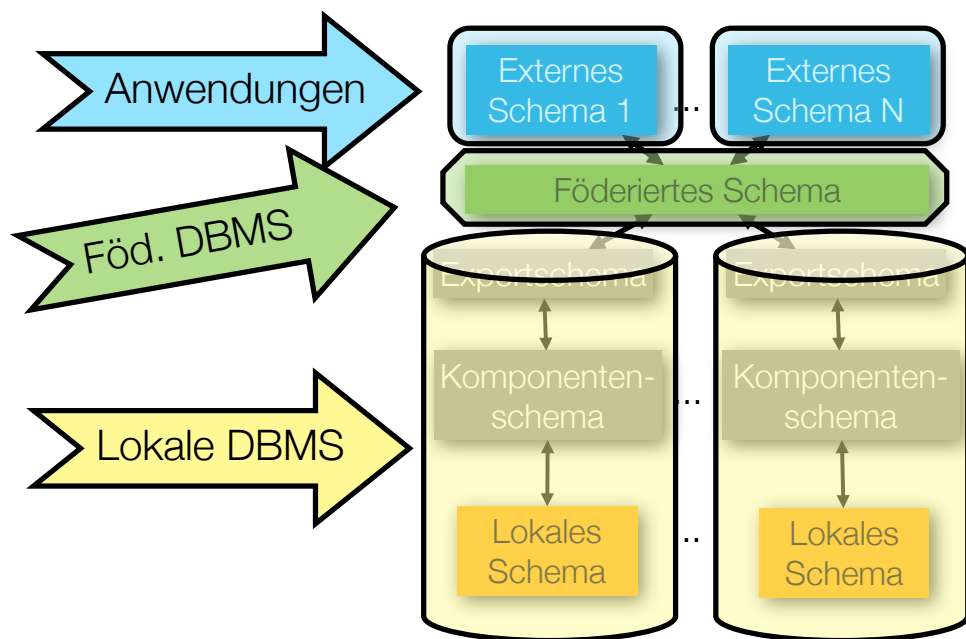 Anwendungen
Externes
Schema 1
...
Externes
Schema N
Föderiertes Schema
Föd. DBMS
Exportschema
Exportschema
Komponenten-
schema
...
Komponenten-
schema
Lokale DBMS
Lokales
Schema
..
Lokales
Schema